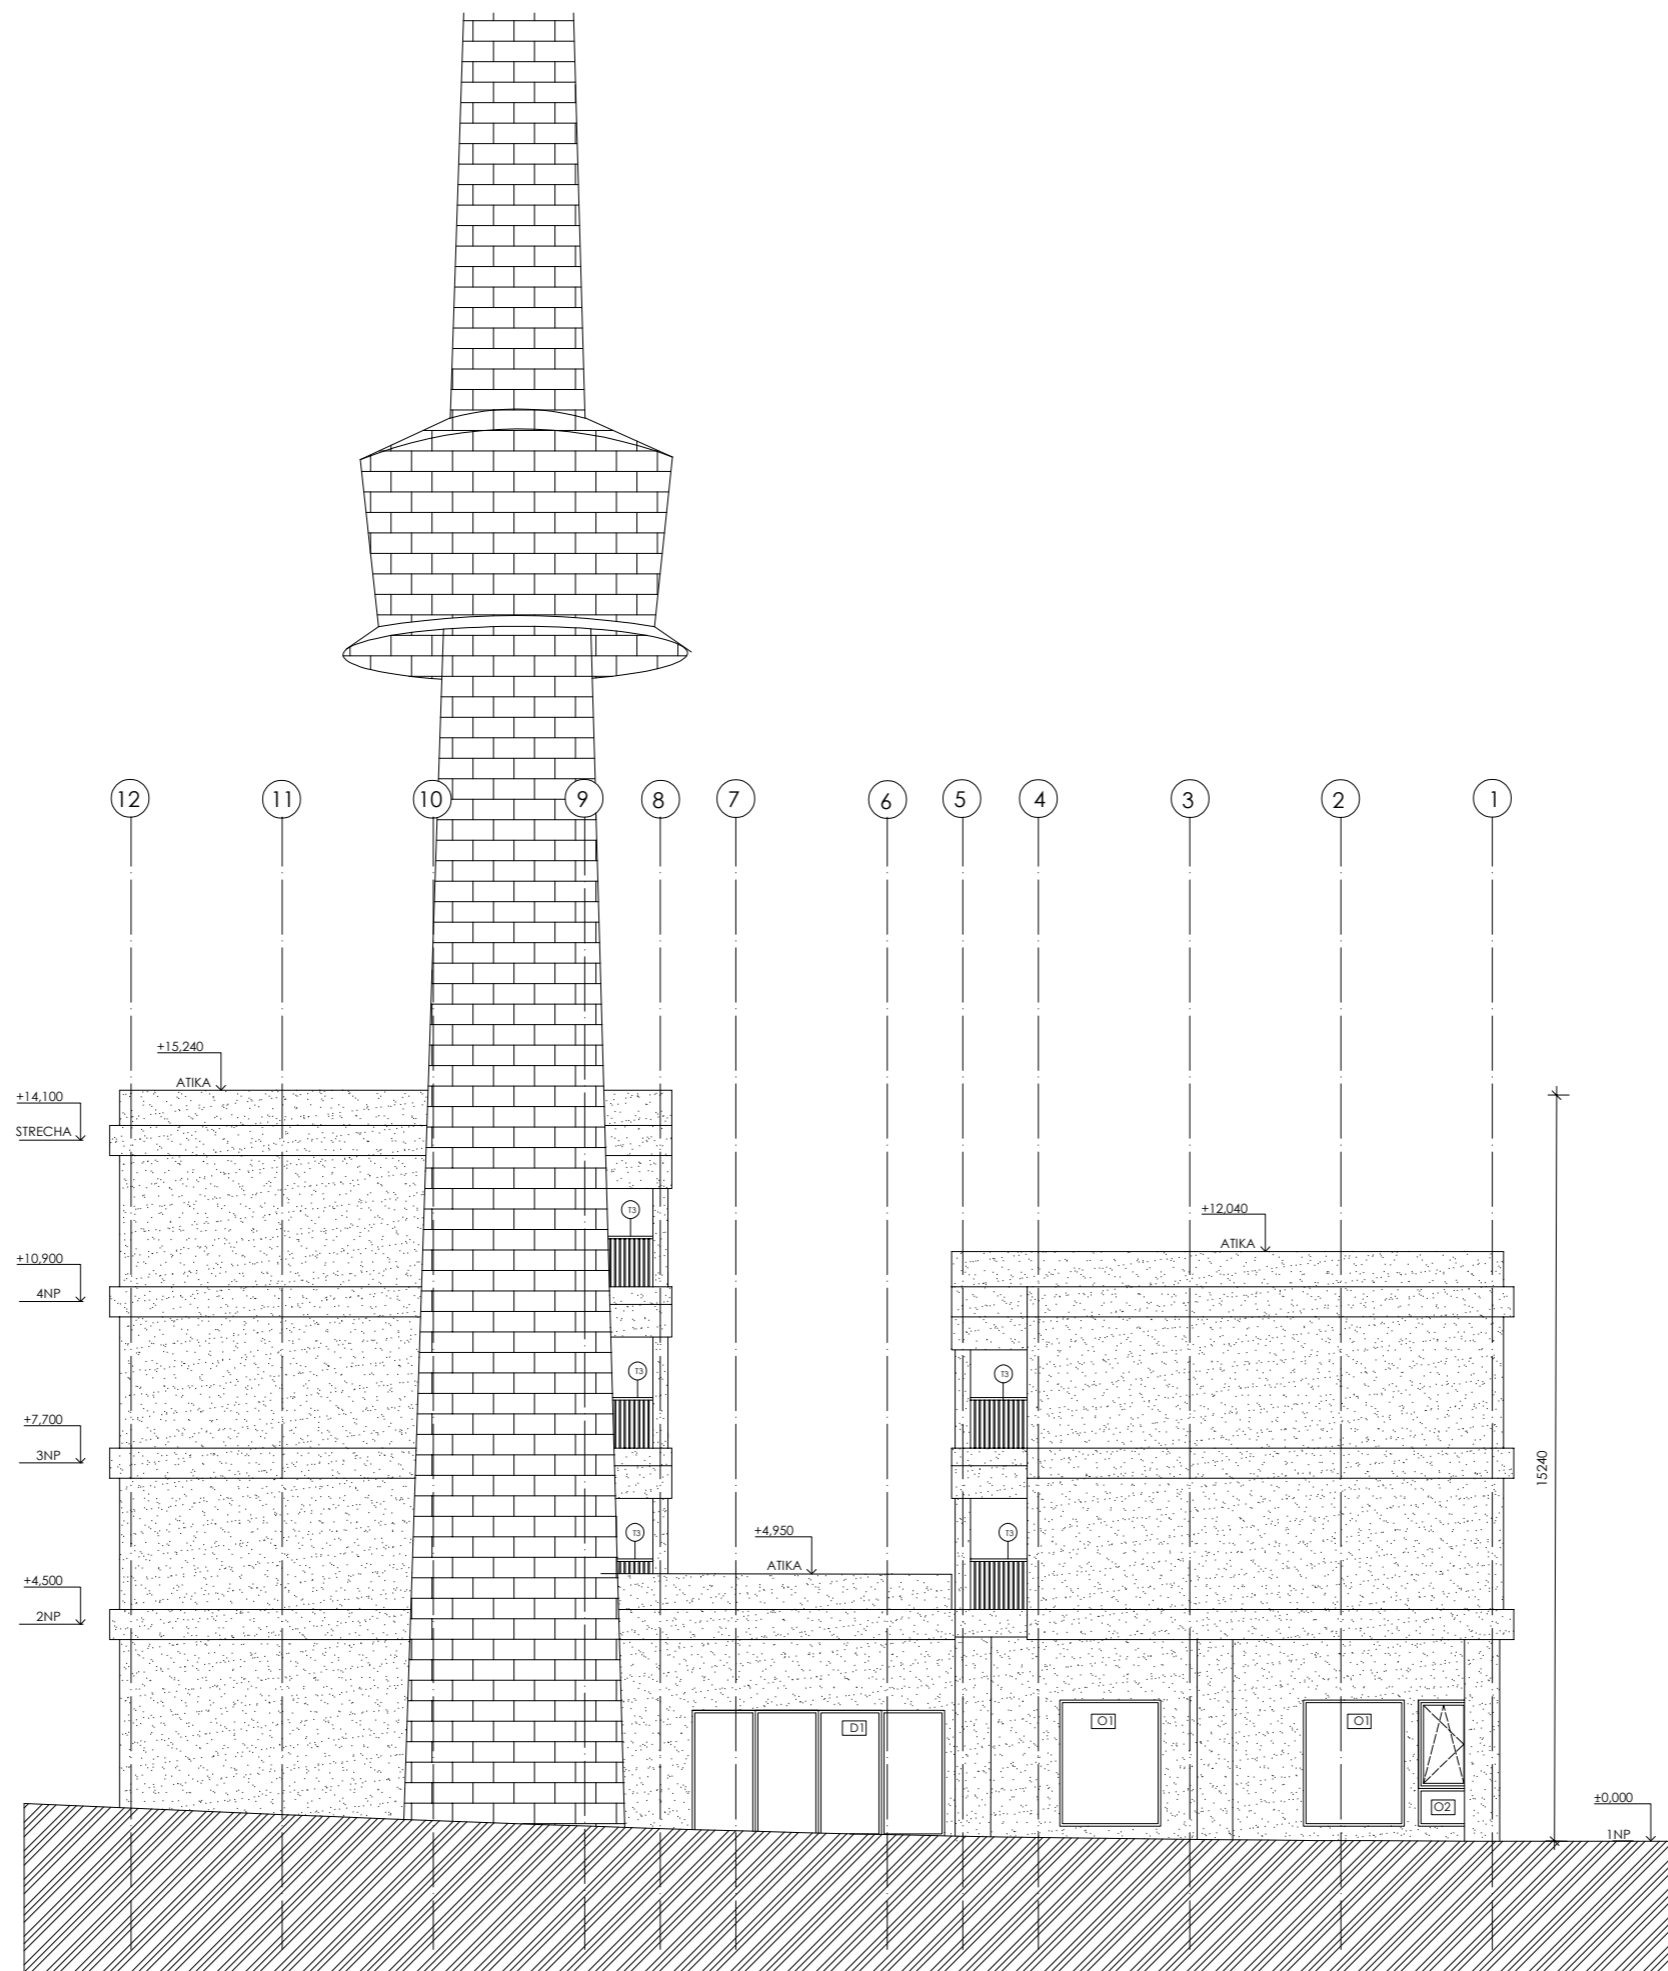 12
11
10
9
8
7
6
5
4
3
2
1
+15,240
ATIKA
+14,100
STRECHA
+12,040
ATIKA
T3
+10,900
4NP
T3
T3
+7,700
3NP
15240
T3
T3
+4,950
ATIKA
+4,500
2NP
O1
O1
D1
O2
±0,000
1NP